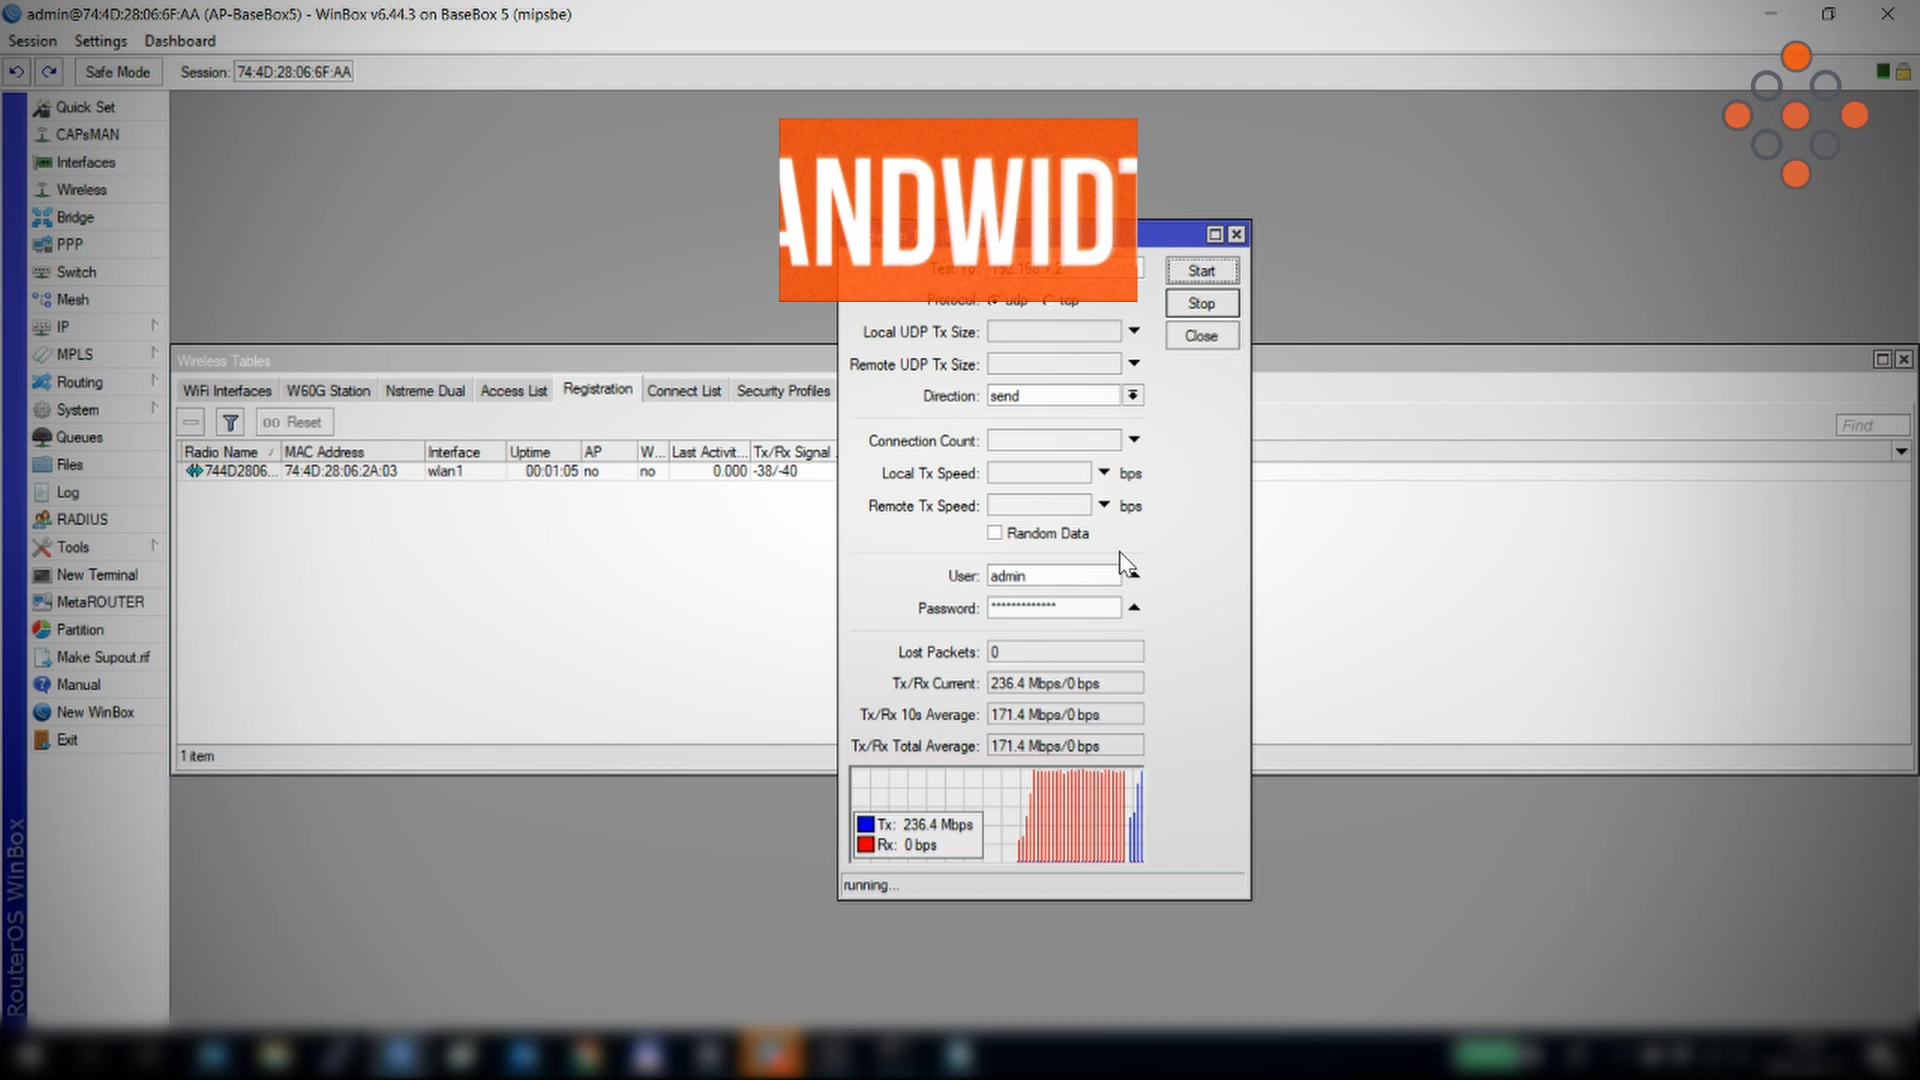 admin@74:4D:28:06:6F:AA (AP-BaseBox5) - WinBox v6.44.3 on BaseBox 5 (mipsbe)
Session Settings Dashboard
Safe Mode Session: 74:4D:28:06:6F:AA
Quick Set
CAPsMAN
Interfaces
Wireless
Bridge
PPP
Switch
Mesh
IP
MPLS
Routing
System
Queues
Files
Log
RADIUS
Tools
New Terminal
MetaROUTER
Partition
Make Supout.rif
Manual
New WinBox
Exit
RouterOS WinBox
ANDWIDT
Wireless Tables
WiFi Interfaces W60G Station Nstreme Dual Access List Registration Connect List Security Profiles
00 Reset
Find
Radio Name MAC Address Interface Uptime AP W... Last Activit... Tx/Rx Signal
744D2806... 74:4D:28:06:2A:03 wlan1 00:01:05 no no 0.000 -38/-40
1 item
Test To: 192.168.1.2
Protocol: udp tcp
Local UDP Tx Size:
Remote UDP Tx Size:
Direction: send
Connection Count:
Local Tx Speed: bps
Remote Tx Speed: bps
Random Data
User: admin
Password: *************
Lost Packets: 0
Tx/Rx Current: 236.4 Mbps/0 bps
Tx/Rx 10s Average: 171.4 Mbps/0 bps
Tx/Rx Total Average: 171.4 Mbps/0 bps
Tx: 236.4 Mbps
Rx: 0 bps
running...
Start
Stop
Close